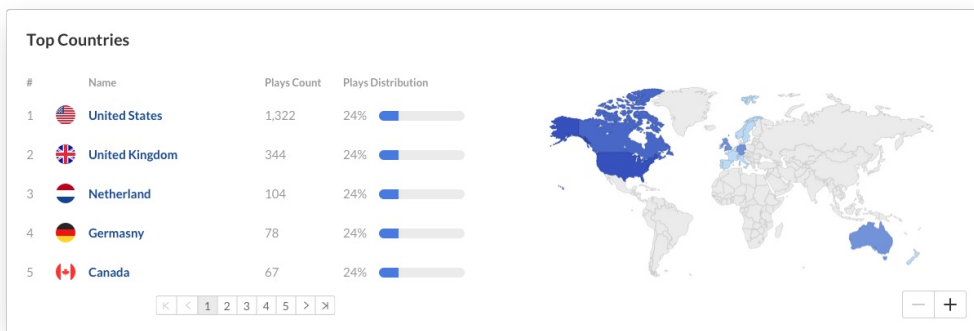 Top Countries
# Name Plays Count Plays Distribution
1 United States 1,322 24%
2 United Kingdom 344 24%
3 Netherland 104 24%
4 Germasny 78 24%
5 Canada 67 24%
1 2 3 4 5